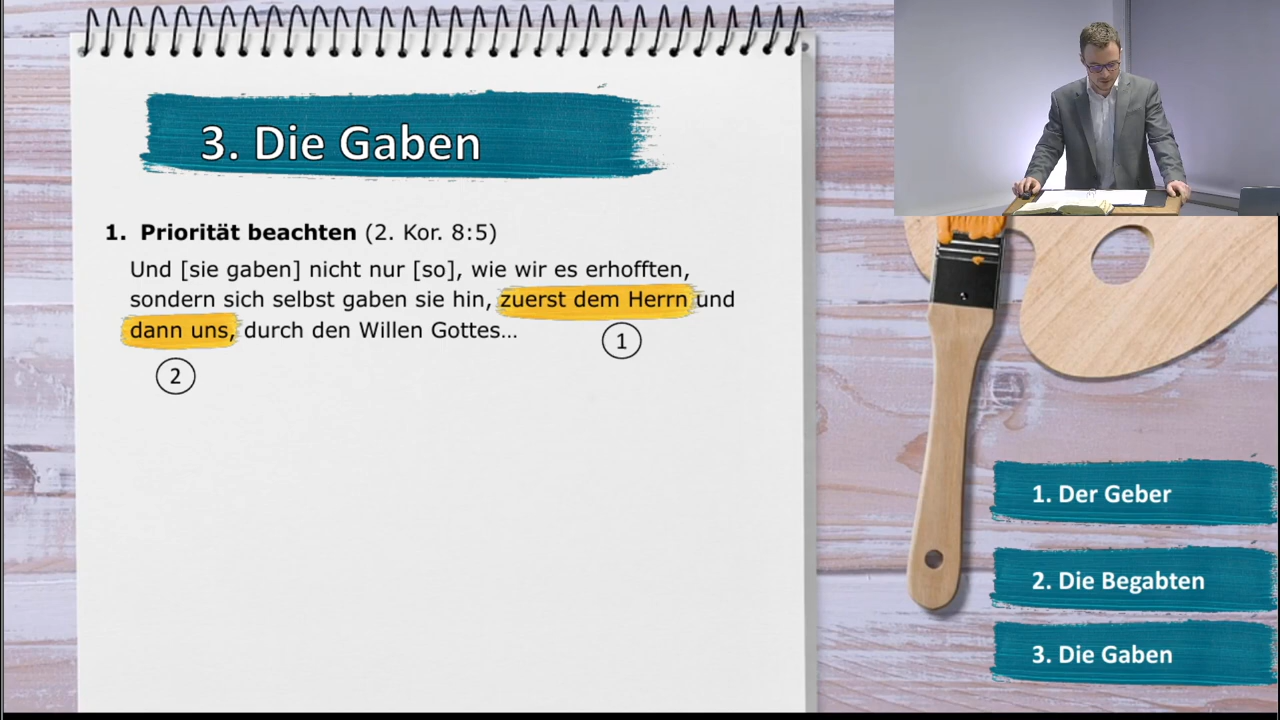 3. Die Gaben
1. Priorität beachten (2. Kor. 8:5)
Und [sie gaben] nicht nur [so], wie wir es erhofften,
sondern sich selbst gaben sie hin, zuerst dem Herrn und
dann uns, durch den Willen Gottes…
1
2
1. Der Geber
2. Die Begabten
3. Die Gaben